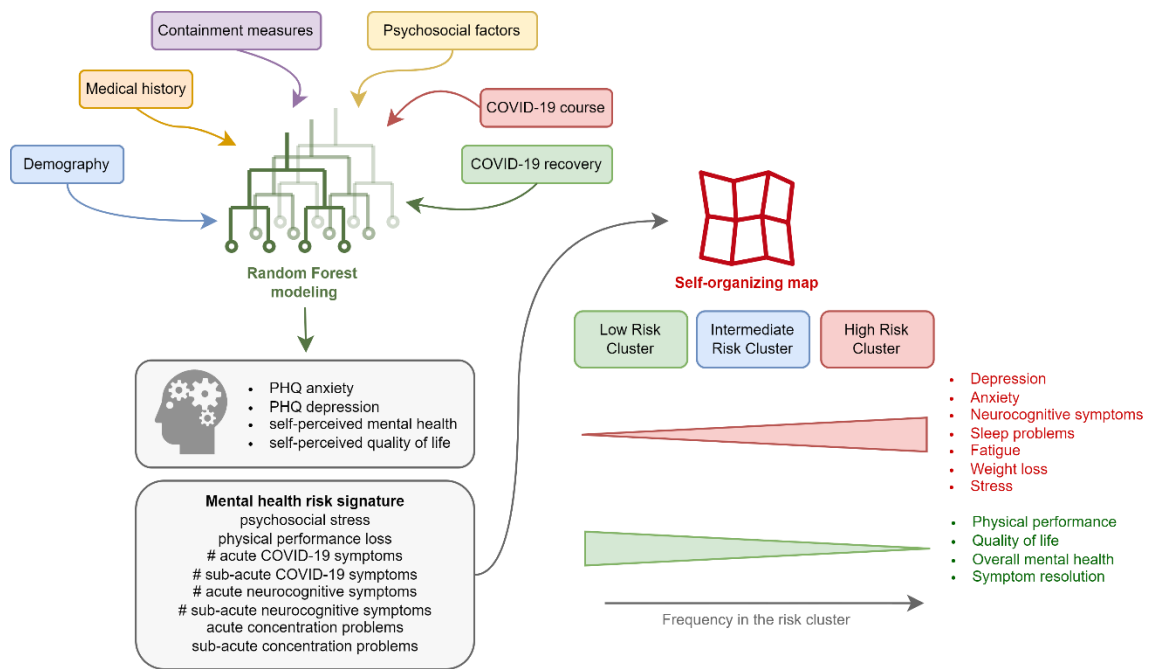 Containment measures
Psychosocial factors
Medical history
COVID-19 course
Demography
COVID-19 recovery
Random Forest
modeling
Self-organizing map
Low Risk
Cluster
Intermediate
Risk Cluster
High Risk
Cluster
• PHQ anxiety
• PHQ depression
• self-perceived mental health
• self-perceived quality of life
• Depression
• Anxiety
• Neurocognitive symptoms
• Sleep problems
• Fatigue
• Weight loss
• Stress
Mental health risk signature
psychosocial stress
physical performance loss
# acute COVID-19 symptoms
# sub-acute COVID-19 symptoms
# acute neurocognitive symptoms
# sub-acute neurocognitive symptoms
acute concentration problems
sub-acute concentration problems
• Physical performance
• Quality of life
• Overall mental health
• Symptom resolution
Frequency in the risk cluster